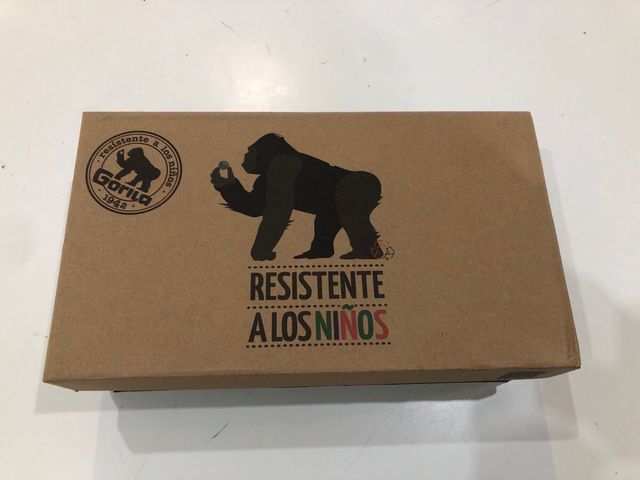 · resistente a los niños ·
Gorila
· 1942 ·
RESISTENTE
A LOS NIÑOS